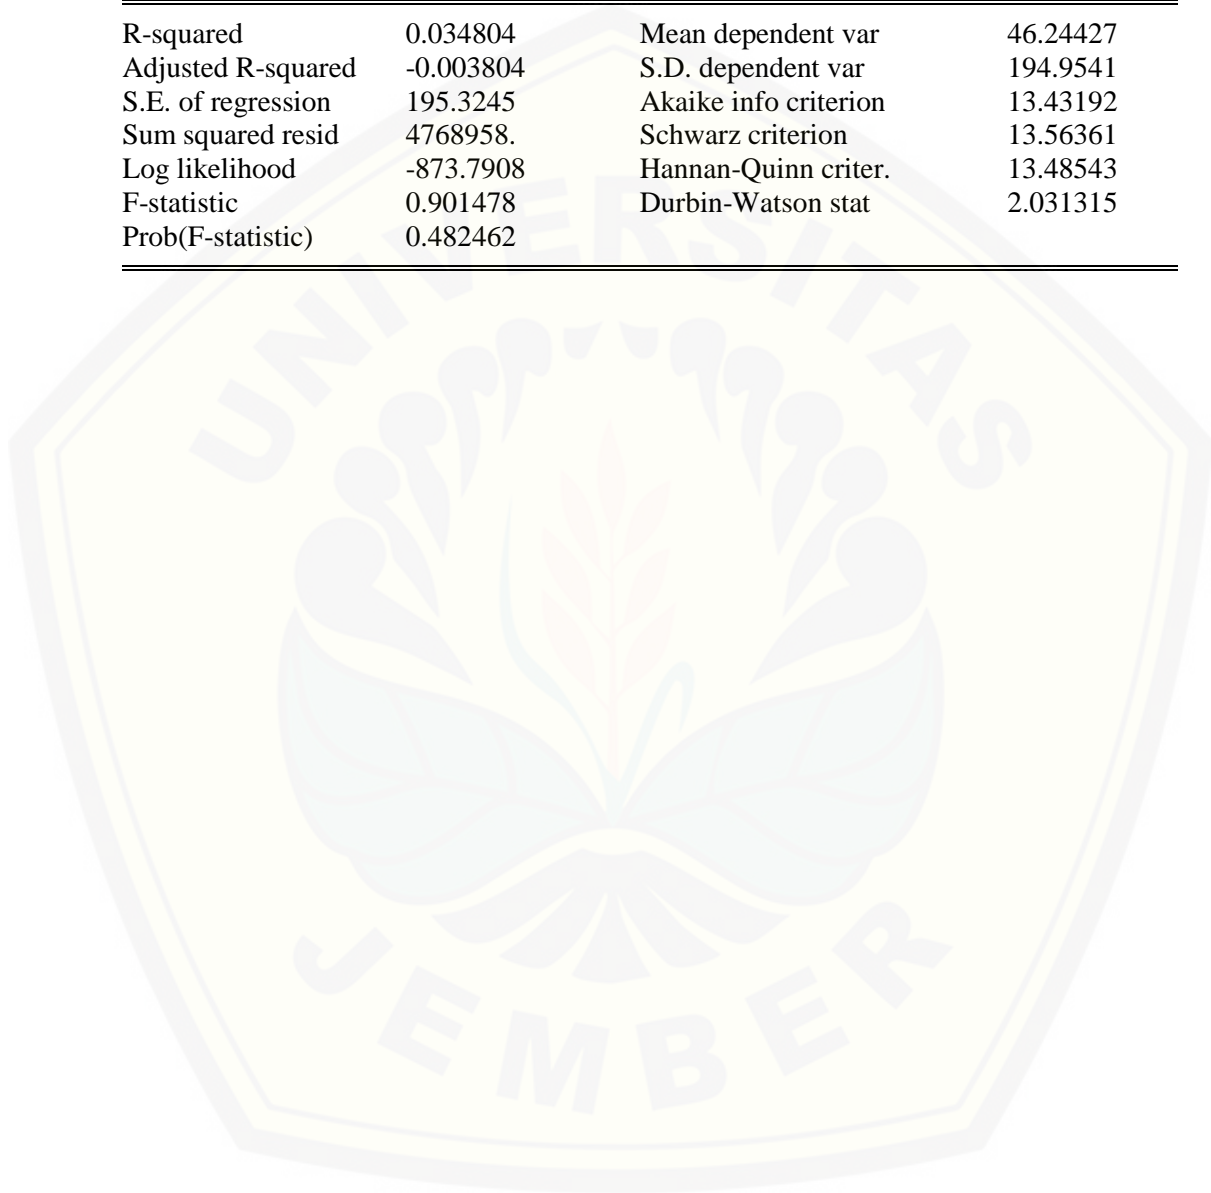 R-squared 0.034804 Mean dependent var 46.24427
Adjusted R-squared -0.003804 S.D. dependent var 194.9541
S.E. of regression 195.3245 Akaike info criterion 13.43192
Sum squared resid 4768958. Schwarz criterion 13.56361
Log likelihood -873.7908 Hannan-Quinn criter. 13.48543
F-statistic 0.901478 Durbin-Watson stat 2.031315
Prob(F-statistic) 0.482462
UNIVERSITAS
JEMBER